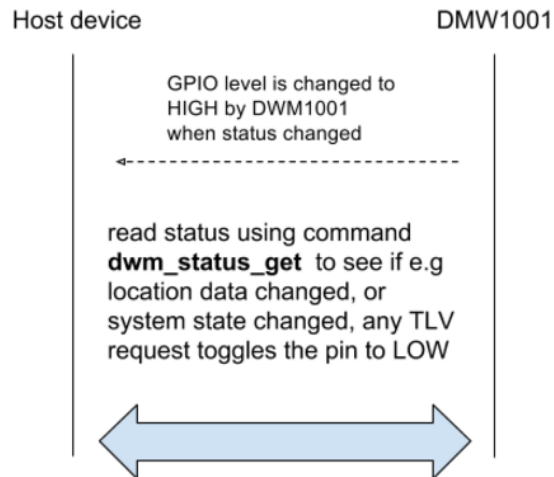 Host device
DMW1001
GPIO level is changed to
HIGH by DWM1001
when status changed
read status using command
dwm_status_get to see if e.g
location data changed, or
system state changed, any TLV
request toggles the pin to LOW